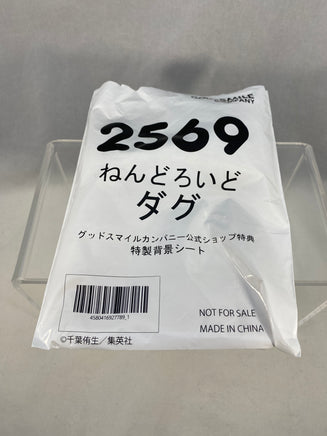 SMILE
COMPANY
2569
ねんどろいど
ダグ
グッドスマイルカンパニー公式ショップ特典
特製背景シート
4580416927789_1
NOT FOR SALE
MADE IN CHINA
©千葉侑生／集英社